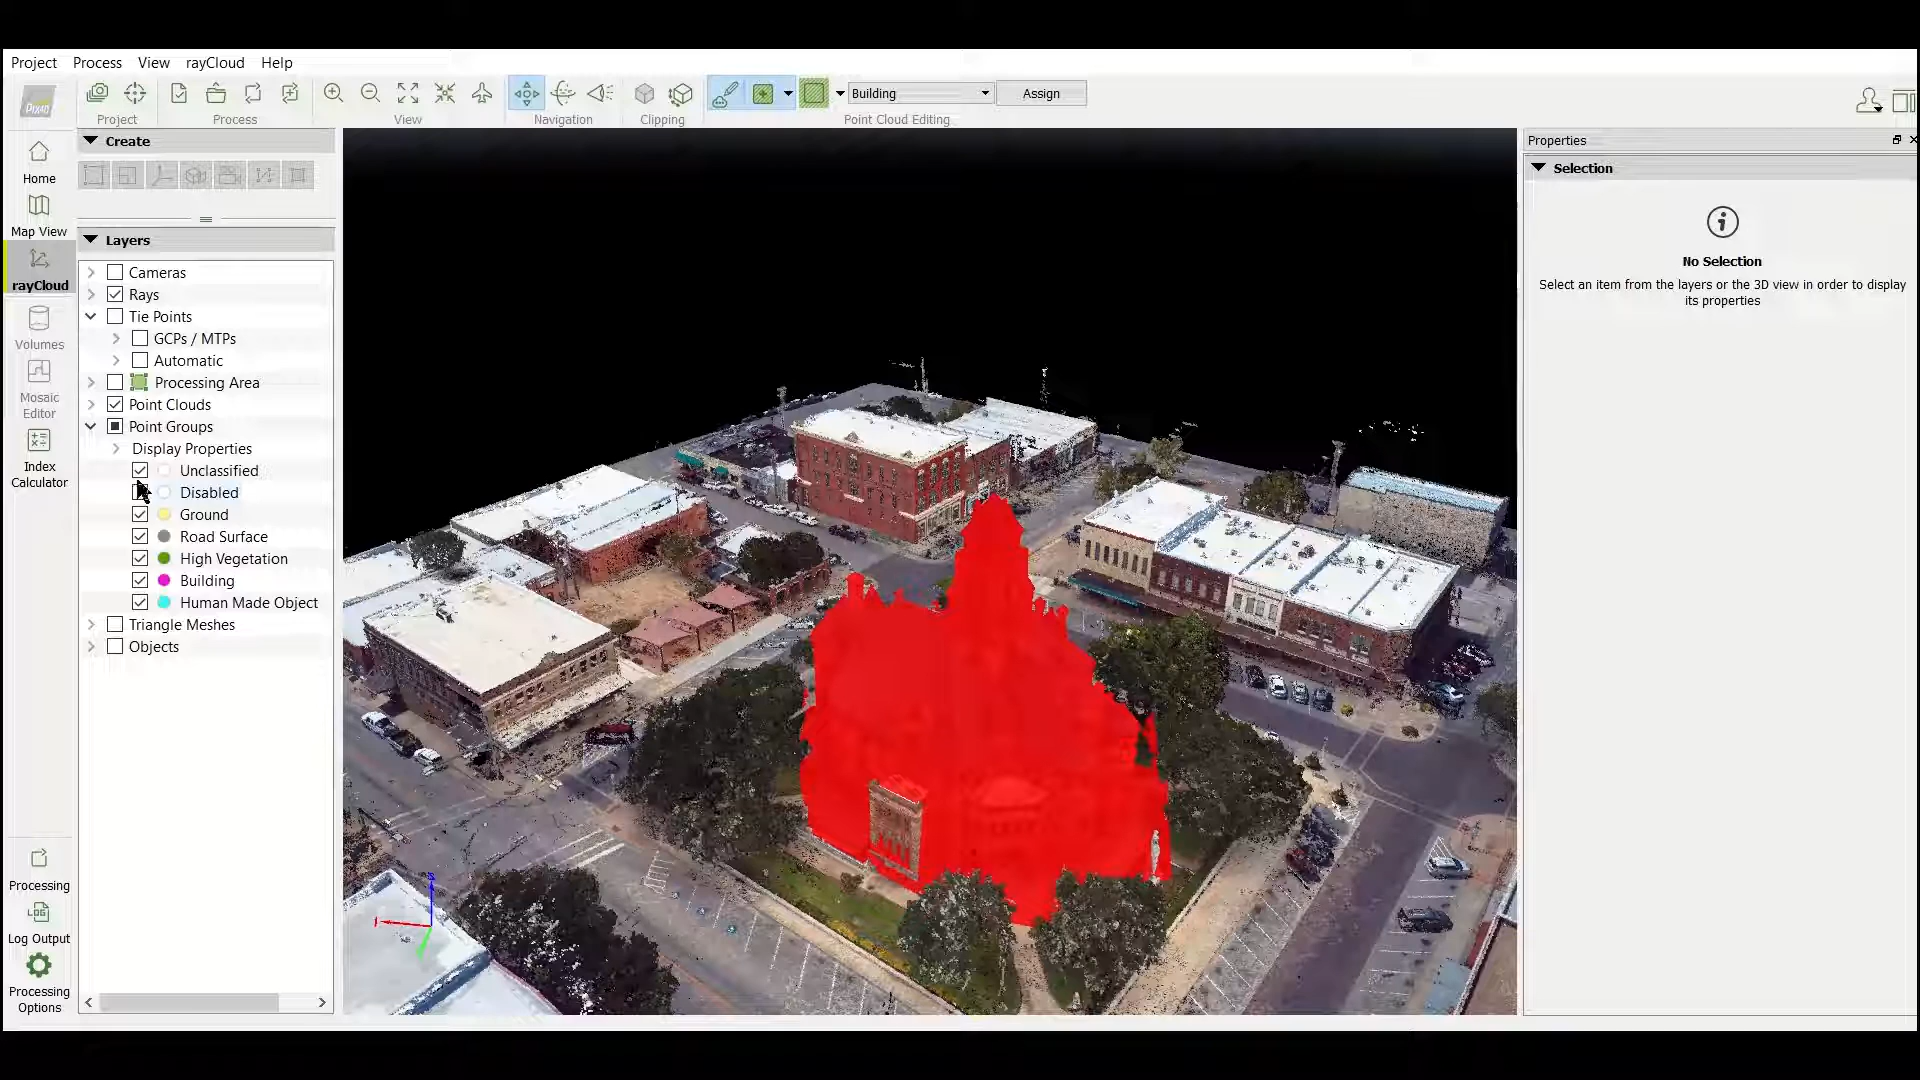 Project Process View rayCloud Help
PIX4D
Project Process View Navigation Clipping Point Cloud Editing
Building
Assign
Home
Map View
rayCloud
Volumes
Mosaic
Editor
Index
Calculator
Processing
LOG
Log Output
Processing
Options
Create
Layers
Cameras
Rays
Tie Points
GCPs / MTPs
Automatic
Processing Area
Point Clouds
Point Groups
Display Properties
Unclassified
Disabled
Ground
Road Surface
High Vegetation
Building
Human Made Object
Triangle Meshes
Objects
Properties
Selection
No Selection
Select an item from the layers or the 3D view in order to display
its properties